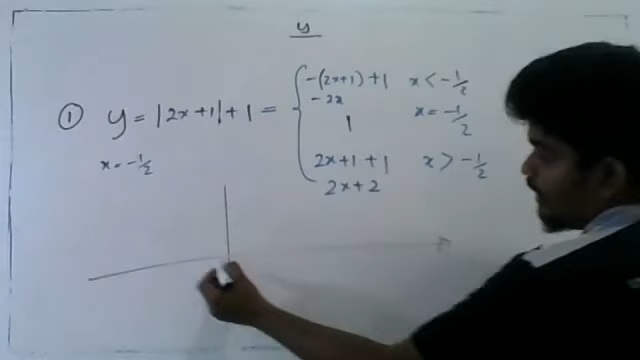 y
① y = |2x+1| + 1 = { -(2x+1)+1   x < -1/2
-2x
1   x = -1/2
x = -1/2
2x+1+1   x > -1/2
2x+2